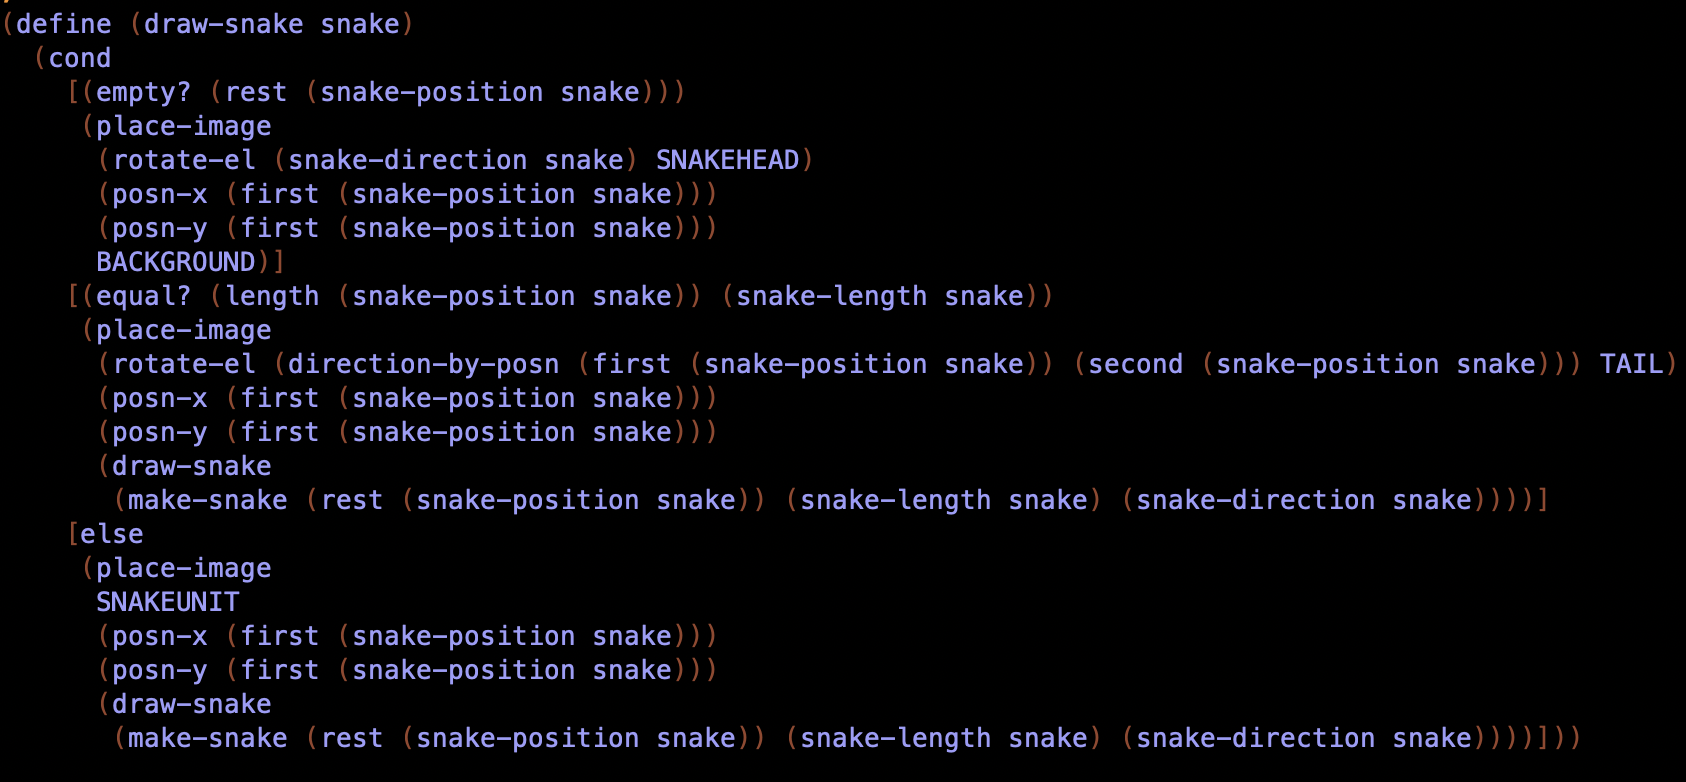 (define (draw-snake snake)
  (cond
    [(empty? (rest (snake-position snake)))
     (place-image
      (rotate-el (snake-direction snake) SNAKEHEAD)
      (posn-x (first (snake-position snake)))
      (posn-y (first (snake-position snake)))
      BACKGROUND)]
    [(equal? (length (snake-position snake)) (snake-length snake))
     (place-image
      (rotate-el (direction-by-posn (first (snake-position snake)) (second (snake-position snake))) TAIL)
      (posn-x (first (snake-position snake)))
      (posn-y (first (snake-position snake)))
      (draw-snake
       (make-snake (rest (snake-position snake)) (snake-length snake) (snake-direction snake))))]
    [else
     (place-image
      SNAKEUNIT
      (posn-x (first (snake-position snake)))
      (posn-y (first (snake-position snake)))
      (draw-snake
       (make-snake (rest (snake-position snake)) (snake-length snake) (snake-direction snake))))]))